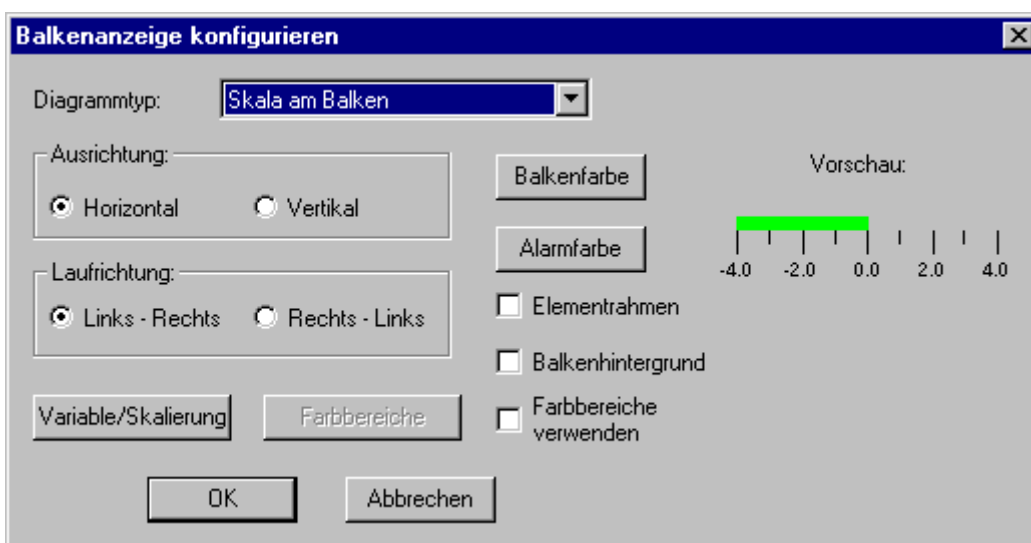 Balkenanzeige konfigurieren
Diagrammtyp: Skala am Balken
Ausrichtung:
Horizontal Vertikal
Laufrichtung:
Links - Rechts Rechts - Links
Variable/Skalierung Farbbereiche
Balkenfarbe
Alarmfarbe
Elementrahmen
Balkenhintergrund
Farbbereiche
verwenden
Vorschau:
-4.0 -2.0 0.0 2.0 4.0
OK Abbrechen